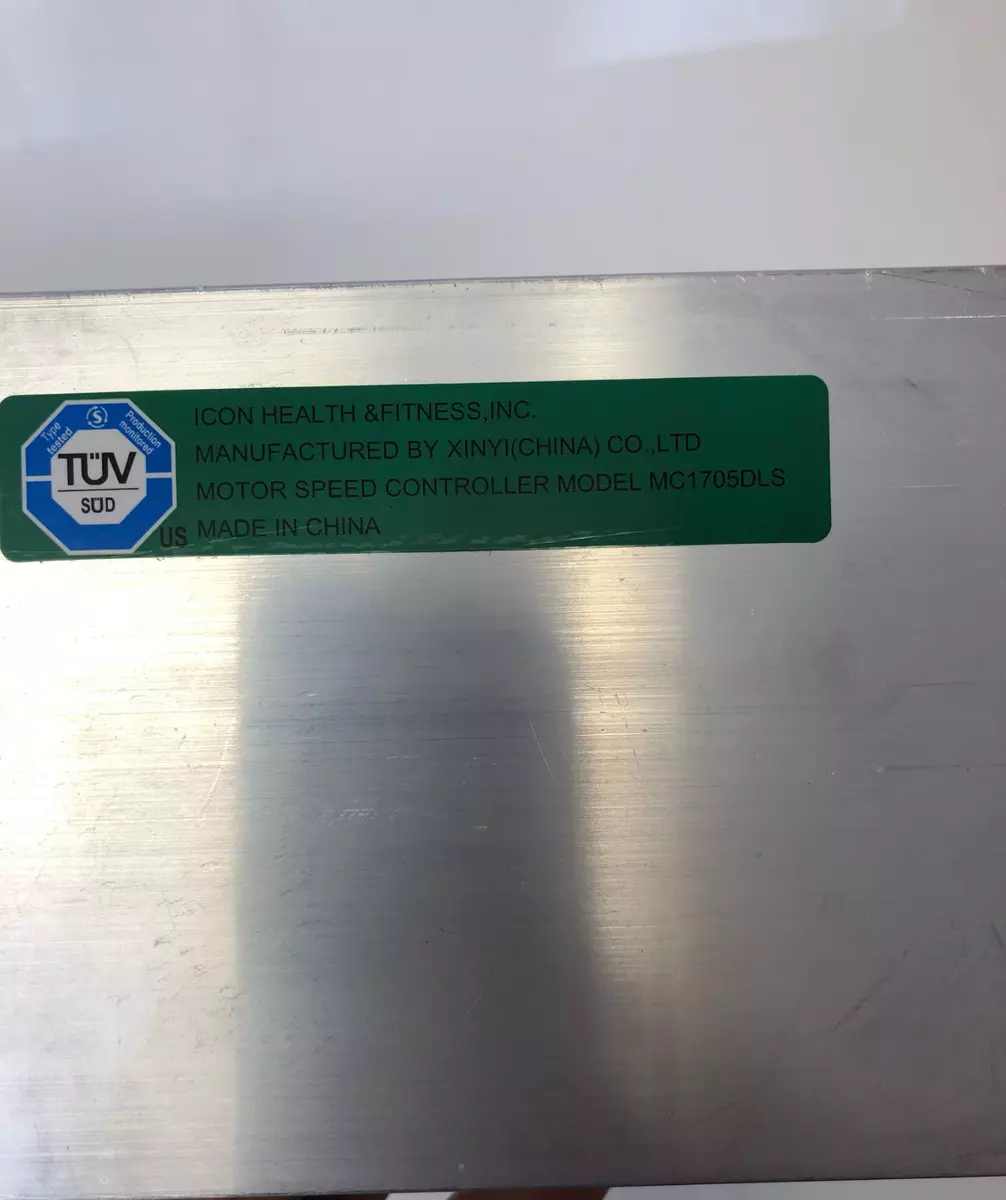 Type tested
Production monitored
TÜV
SÜD
US
ICON HEALTH &FITNESS,INC.
MANUFACTURED BY XINYI(CHINA) CO.,LTD
MOTOR SPEED CONTROLLER MODEL MC1705DLS
MADE IN CHINA